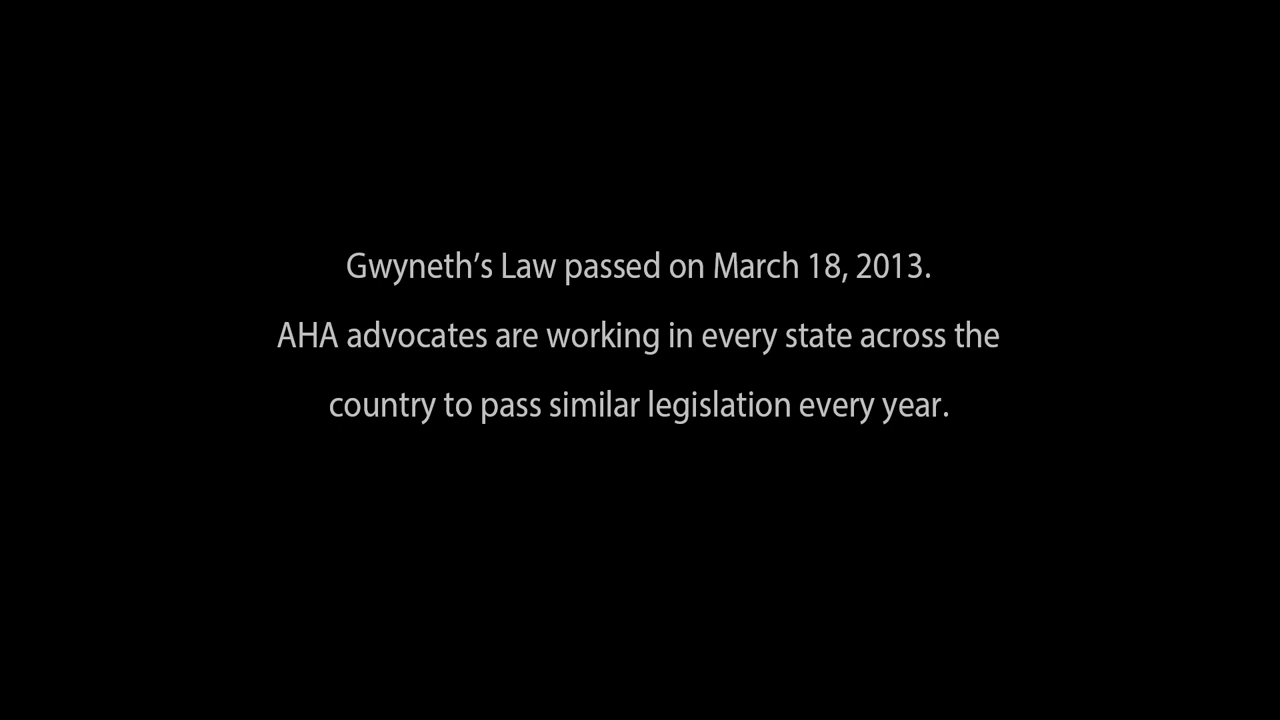 Gwyneth’s Law passed on March 18, 2013.
AHA advocates are working in every state across the
country to pass similar legislation every year.